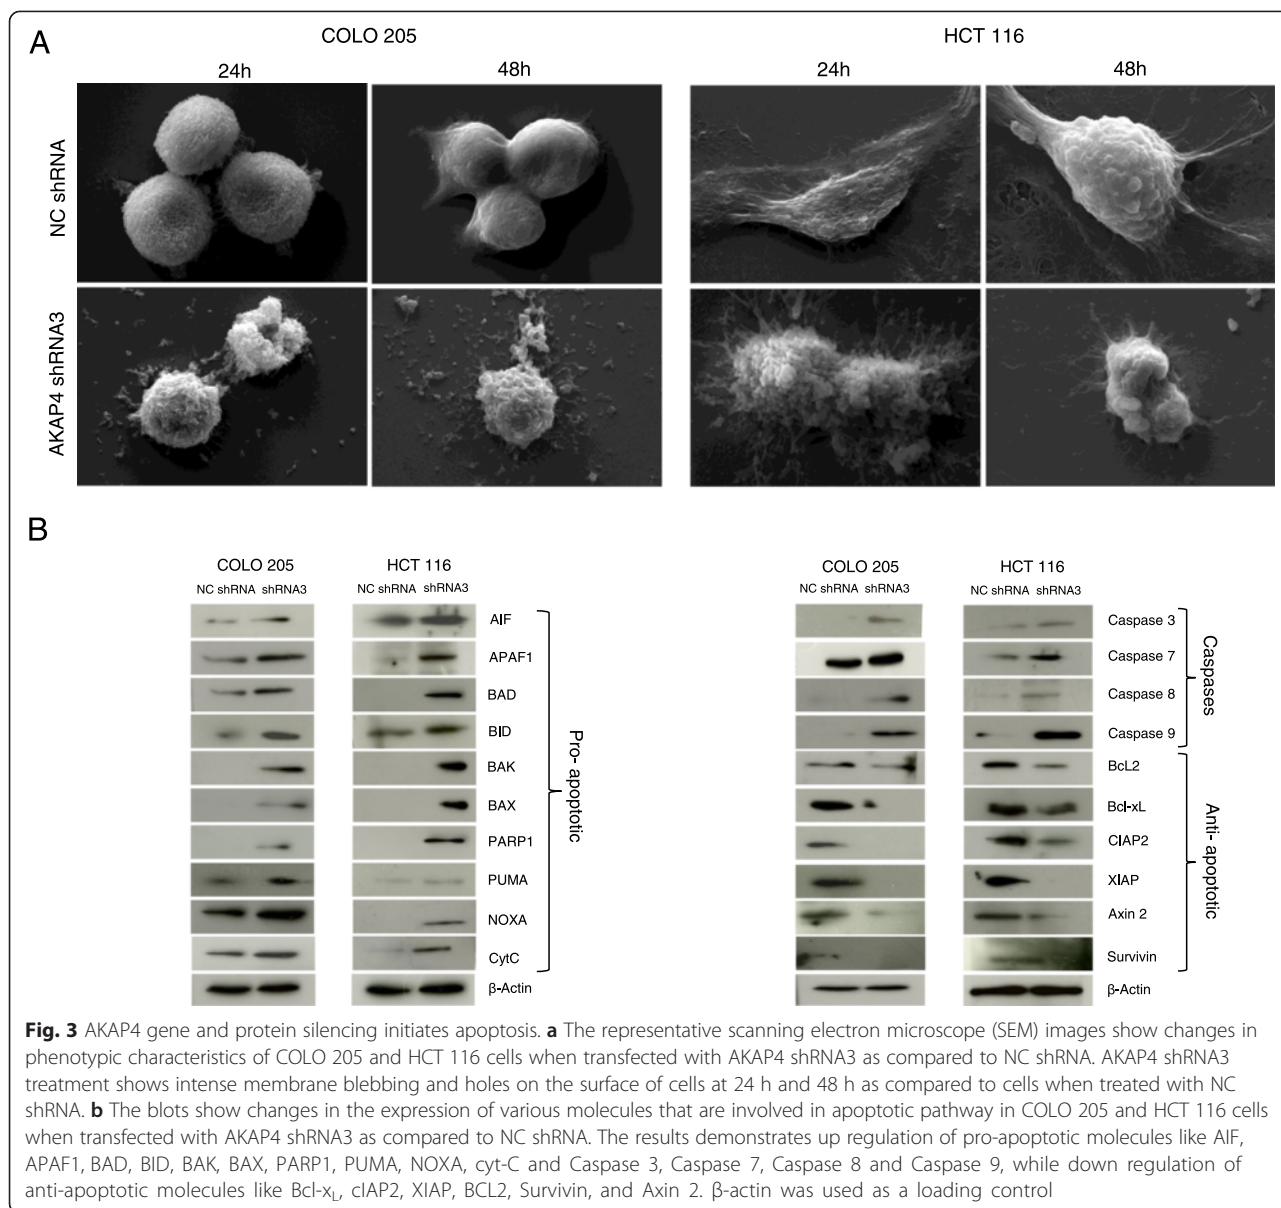 A
COLO 205
HCT 116
24h
48h
24h
48h
NC shRNA
AKAP4 shRNA3
B
COLO 205
HCT 116
NC shRNA shRNA3
NC shRNA shRNA3
AIF
APAF1
BAD
BID
BAK
BAX
PARP1
PUMA
NOXA
CytC
β-Actin
Pro- apoptotic
COLO 205
HCT 116
NC shRNA shRNA3
NC shRNA shRNA3
Caspase 3
Caspase 7
Caspase 8
Caspase 9
BcL2
Bcl-xL
CIAP2
XIAP
Axin 2
Survivin
β-Actin
Caspases
Anti- apoptotic
Fig. 3 AKAP4 gene and protein silencing initiates apoptosis. a The representative scanning electron microscope (SEM) images show changes in
phenotypic characteristics of COLO 205 and HCT 116 cells when transfected with AKAP4 shRNA3 as compared to NC shRNA. AKAP4 shRNA3
treatment shows intense membrane blebbing and holes on the surface of cells at 24 h and 48 h as compared to cells when treated with NC
shRNA. b The blots show changes in the expression of various molecules that are involved in apoptotic pathway in COLO 205 and HCT 116 cells
when transfected with AKAP4 shRNA3 as compared to NC shRNA. The results demonstrates up regulation of pro-apoptotic molecules like AIF,
APAF1, BAD, BID, BAK, BAX, PARP1, PUMA, NOXA, cyt-C and Caspase 3, Caspase 7, Caspase 8 and Caspase 9, while down regulation of
anti-apoptotic molecules like Bcl-xL, cIAP2, XIAP, BCL2, Survivin, and Axin 2. β-actin was used as a loading control